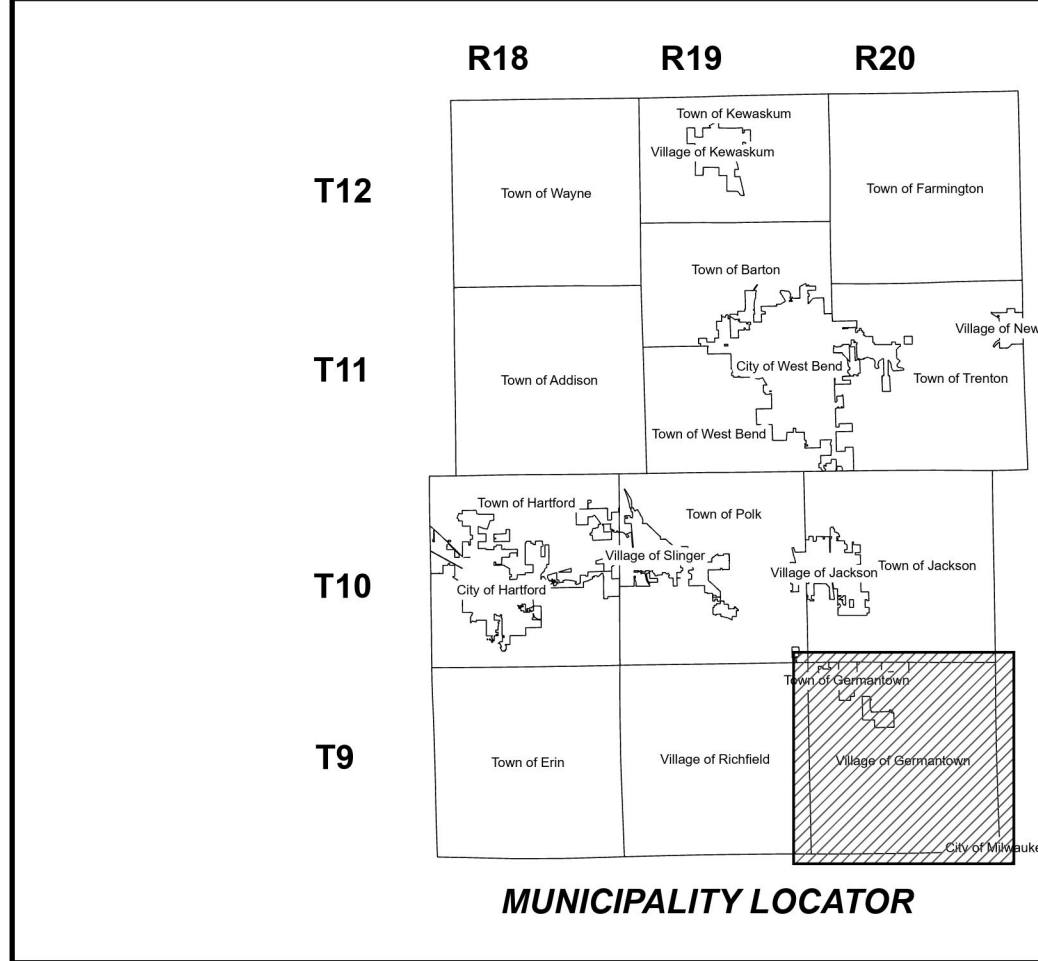 R18 R19 R20
Town of Kewaskum
Village of Kewaskum
T12
Town of Wayne
Town of Farmington
Town of Barton
Village of New
T11
City of West Bend
Town of Addison
Town of Trenton
Town of West Bend
Town of Hartford
Town of Polk
Village of Slinger
Town of Jackson
Village of Jackson
T10
City of Hartford
Town of Germantown
T9
Town of Erin
Village of Richfield
Village of Germantown
City of Milwauke
MUNICIPALITY LOCATOR